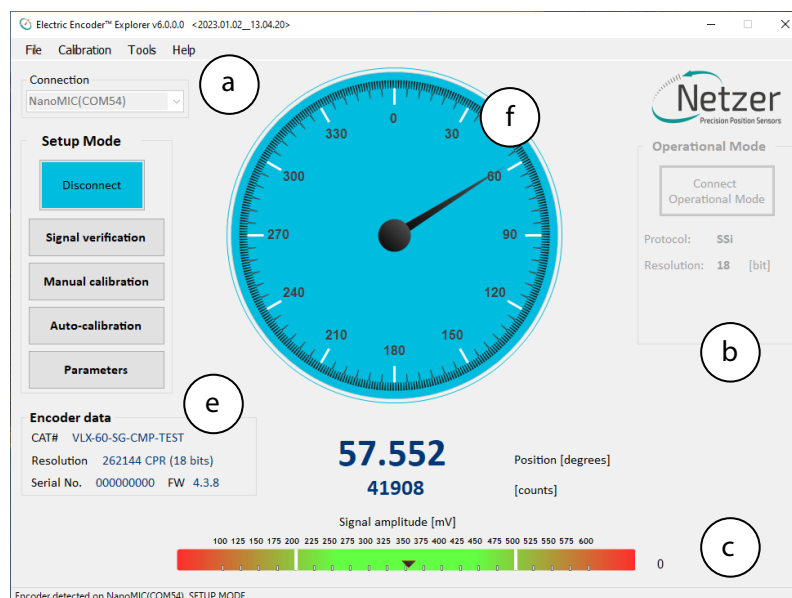 Electric Encoder™ Explorer v6.0.0.0 <2023.01.02__13.04.20>
File Calibration Tools Help
Connection
NanoMIC(COM54)
a
Setup Mode
Disconnect
Signal verification
Manual calibration
Auto-calibration
Parameters
e
Encoder data
CAT# VLX-60-SG-CMP-TEST
Resolution 262144 CPR (18 bits)
Serial No. 000000000 FW 4.3.8
f
0
30
60
90
120
150
180
210
240
270
300
330
Netzer
Precision Position Sensors
Operational Mode
Connect
Operational Mode
Protocol: SSi
Resolution: 18 [bit]
b
57.552 Position [degrees]
41908 [counts]
Signal amplitude [mV]
100 125 150 175 200 225 250 275 300 325 350 375 400 425 450 475 500 525 550 575 600
0
c
Encoder detected on NanoMIC(COM54). SETUP MODE